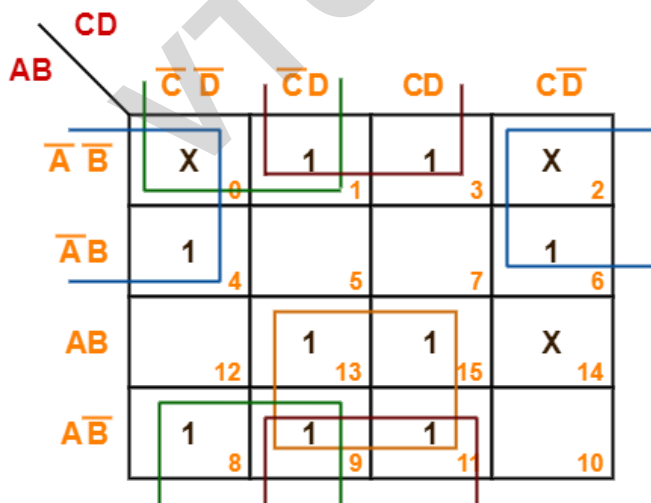 VTU
CD
AB
C̅ D̅ C̅ D CD C D̅
A̅ B̅ X 0 1 1 1 3 X 2
A̅ B 1 4 5 7 1 6
AB 12 1 13 1 15 X 14
A B̅ 1 8 1 9 1 11 10